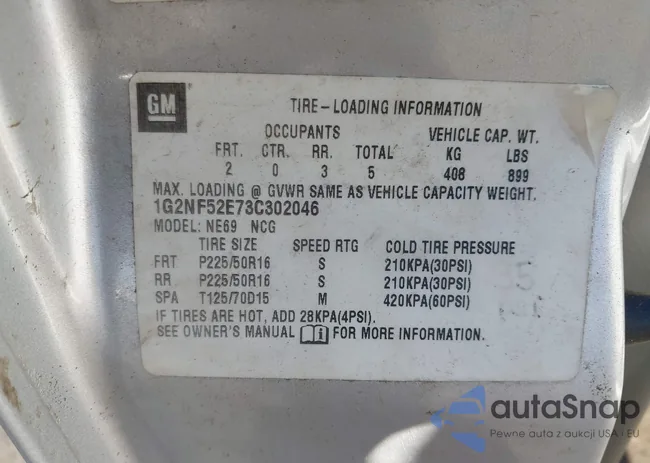 GM
TIRE-LOADING INFORMATION
OCCUPANTS VEHICLE CAP. WT.
FRT. CTR. RR. TOTAL KG LBS
2 0 3 5 408 899
MAX. LOADING @ GVWR SAME AS VEHICLE CAPACITY WEIGHT.
1G2NF52E73C302046
MODEL: NE69 NCG
TIRE SIZE SPEED RTG COLD TIRE PRESSURE
FRT P225/50R16 S 210KPA(30PSI)
RR P225/50R16 S 210KPA(30PSI)
SPA T125/70D15 M 420KPA(60PSI)
IF TIRES ARE HOT, ADD 28KPA(4PSI).
SEE OWNER'S MANUAL FOR MORE INFORMATION.
autaSnap
Pewne auta z aukcji USA i EU